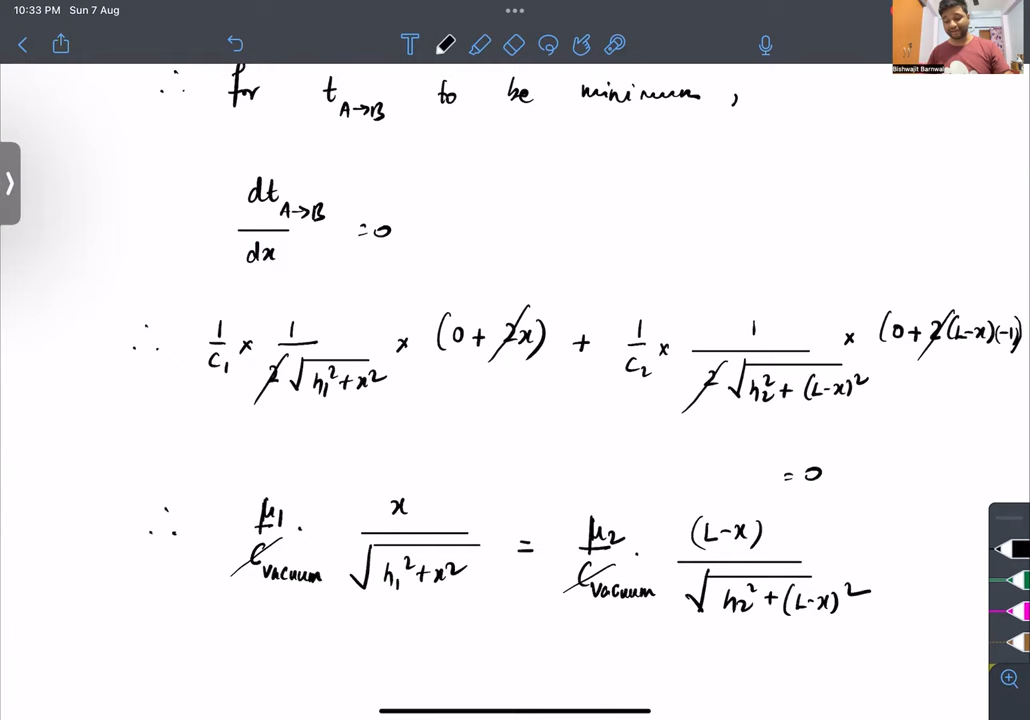 10:33 PM Sun 7 Aug
Bishwajit Barnwal
∴ for t_{A→B} to be minimum,
dt_{A→B}/dx = 0
∴ 1/C₁ × 1/(2√(h₁²+x²)) × (0 + 2x) + 1/C₂ × 1/(2√(h₂²+(L-x)²)) × (0+2(L-x)(-1))
= 0
∴ μ₁/C_vacuum · x/√(h₁²+x²) = μ₂/C_vacuum · (L-x)/√(h₂²+(L-x)²)